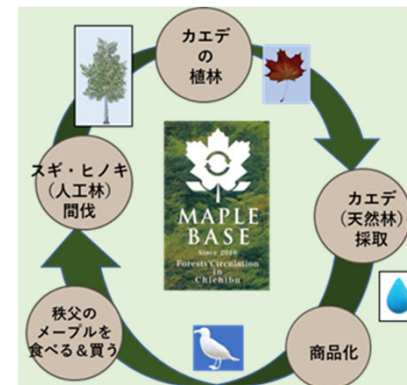 カエデ
の
植林
カエデ
(天然林)
採取
商品化
秩父の
メープルを
食べる&買う
スギ・ヒノキ
(人工林)
間伐
MAPLE
BASE
Since 2016
Forests'Circulation
in
Chichibu